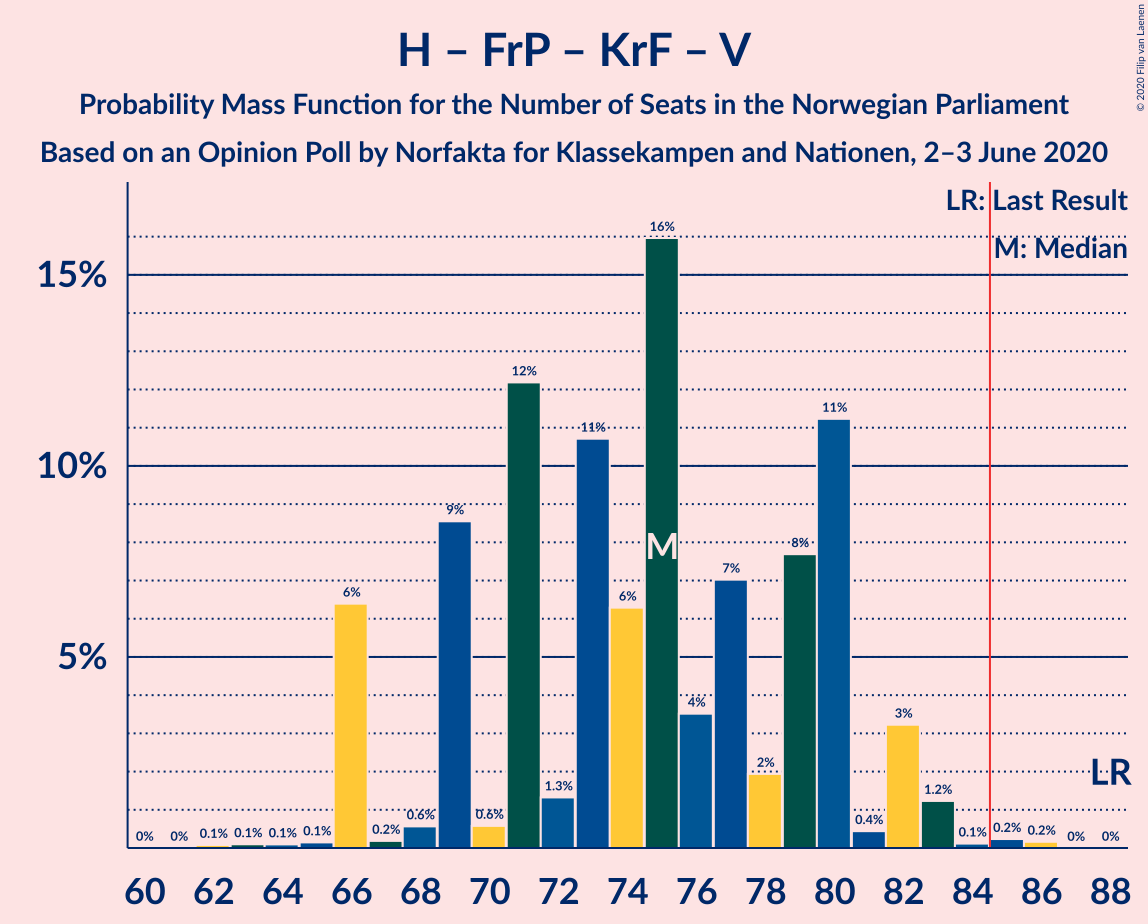 H – FrP – KrF – V
Probability Mass Function for the Number of Seats in the Norwegian Parliament
Based on an Opinion Poll by Norfakta for Klassekampen and Nationen, 2–3 June 2020
© 2020 Filip van Laenen
LR: Last Result
M: Median
15%
10%
5%
0% 0% 0.1% 0.1% 0.1% 0.1% 6% 0.2% 0.6% 9% 0.6% 12% 1.3% 11% 6% 16% 4% 7% 2% 8% 11% 0.4% 3% 1.2% 0.1% 0.2% 0.2% 0% 0%
M
LR
60 62 64 66 68 70 72 74 76 78 80 82 84 86 88